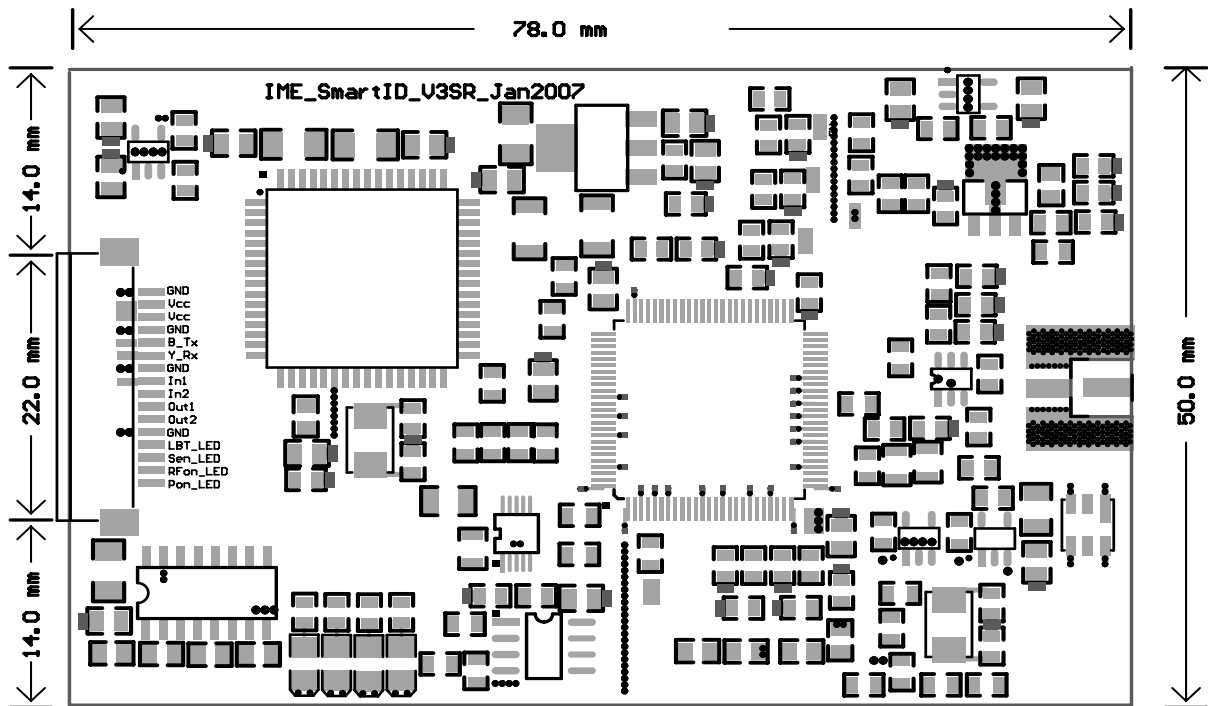 78.0 mm
IME_SmartID_V3SR_Jan2007
14.0 mm
22.0 mm
14.0 mm
50.0 mm
GND
Vcc
Vcc
GND
B_Tx
Y_Rx
GND
In1
In2
Out1
Out2
GND
LBT_LED
Sen_LED
RFon_LED
Pon_LED